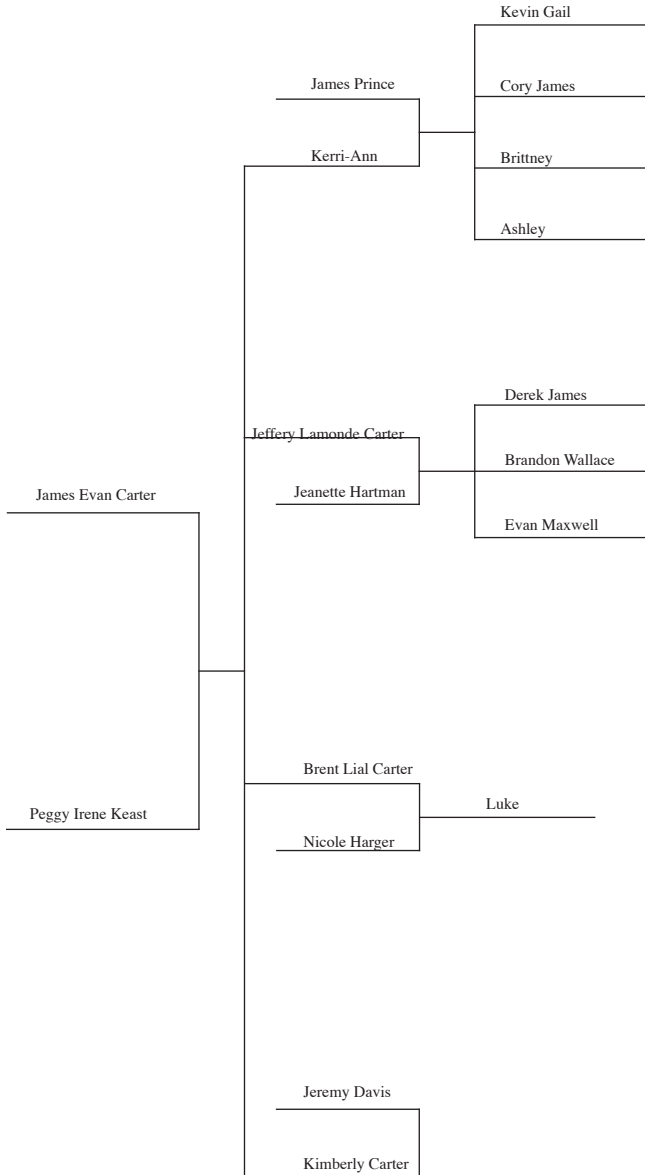 Kevin Gail
James Prince
Cory James
Kerri-Ann
Brittney
Ashley
Derek James
Jeffery Lamonde Carter
Brandon Wallace
James Evan Carter
Jeanette Hartman
Evan Maxwell
Brent Lial Carter
Peggy Irene Keast
Luke
Nicole Harger
Jeremy Davis
Kimberly Carter